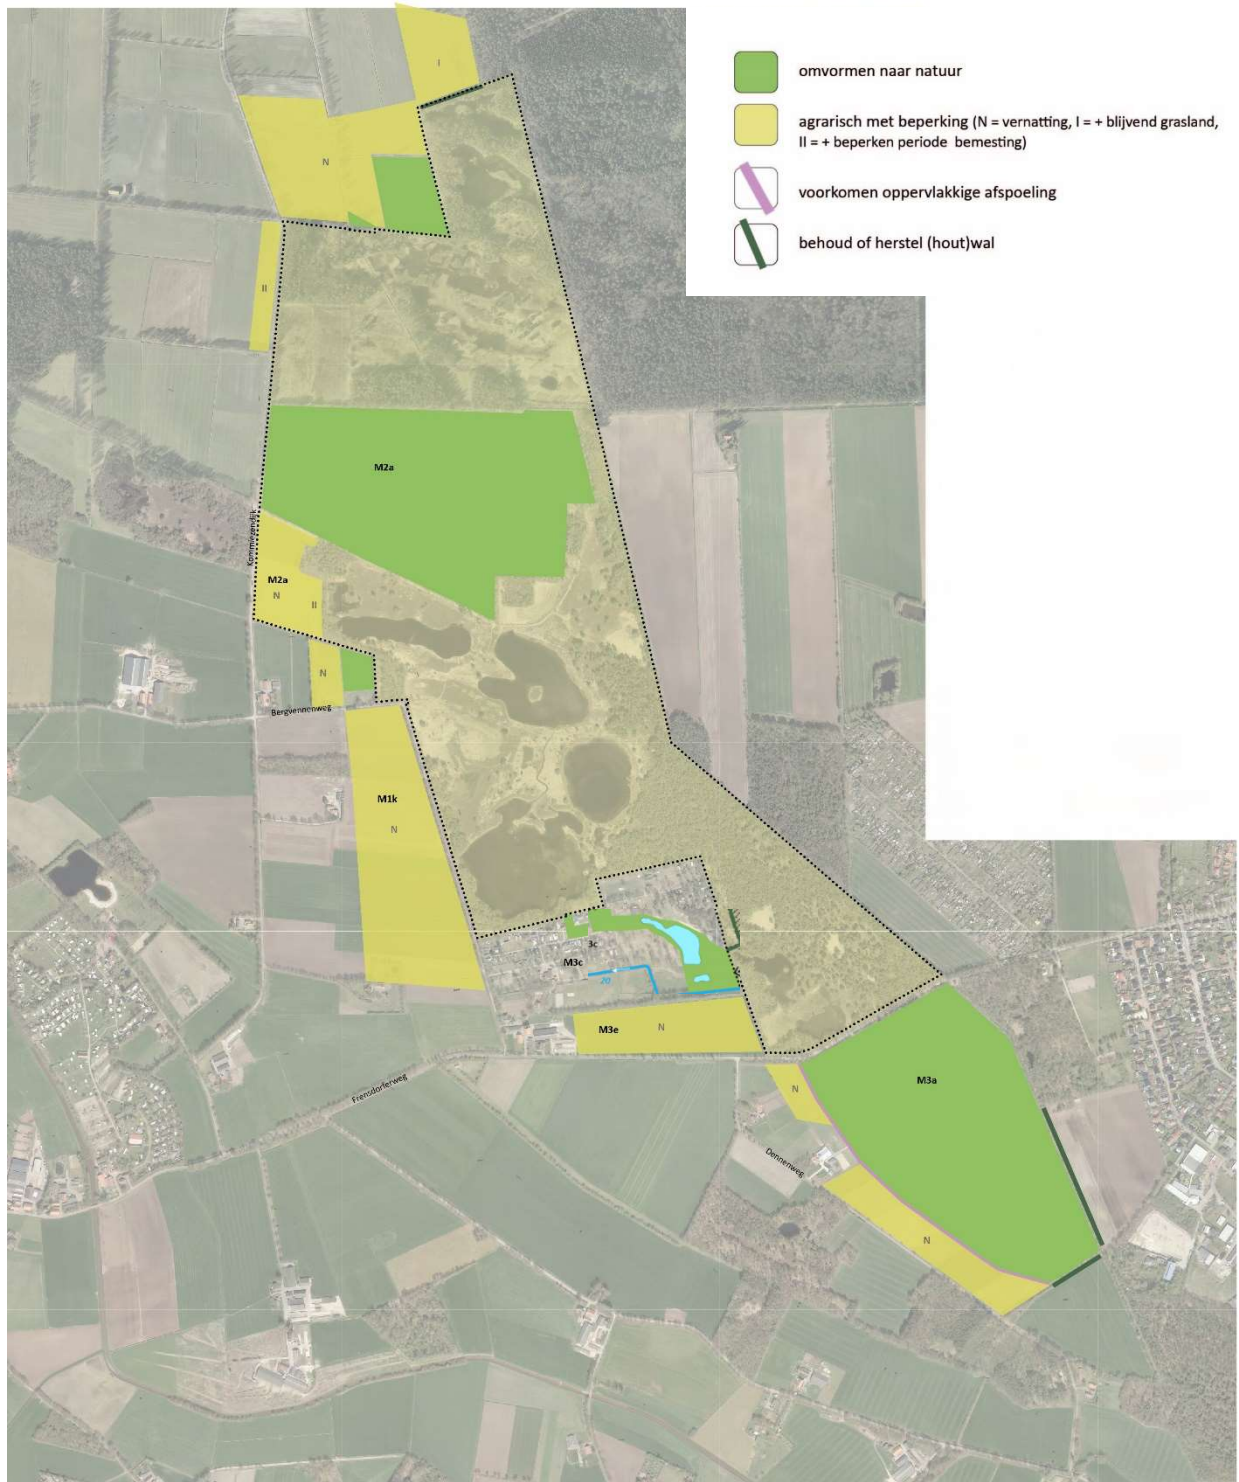 omvormen naar natuur
agrarisch met beperking (N = vernatting, I = + blijvend grasland,
II = + beperken periode bemesting)
voorkomen oppervlakkige afspoeling
behoud of herstel (hout)wal
I
N
II
M2a
M2a
N
II
N
Bergvennenweg
M1k
N
3c
M3c
20
M3e
N
M3a
N
Frensdorferweg
Dennenweg
N